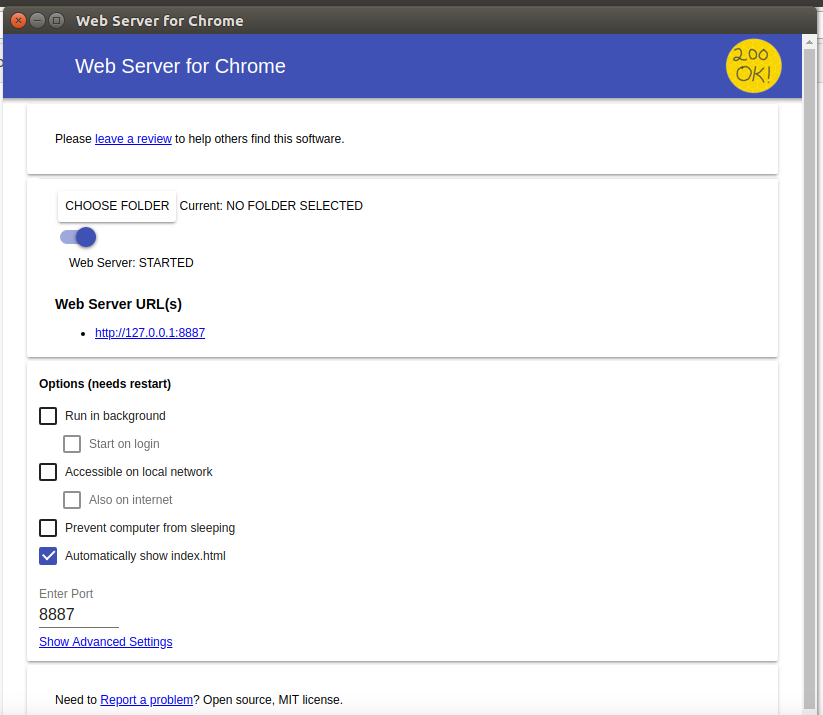 Web Server for Chrome
Web Server for Chrome
200
OK!
Please leave a review to help others find this software.
CHOOSE FOLDER Current: NO FOLDER SELECTED
Web Server: STARTED
Web Server URL(s)
http://127.0.0.1:8887
Options (needs restart)
Run in background
Start on login
Accessible on local network
Also on internet
Prevent computer from sleeping
Automatically show index.html
Enter Port
8887
Show Advanced Settings
Need to Report a problem? Open source, MIT license.